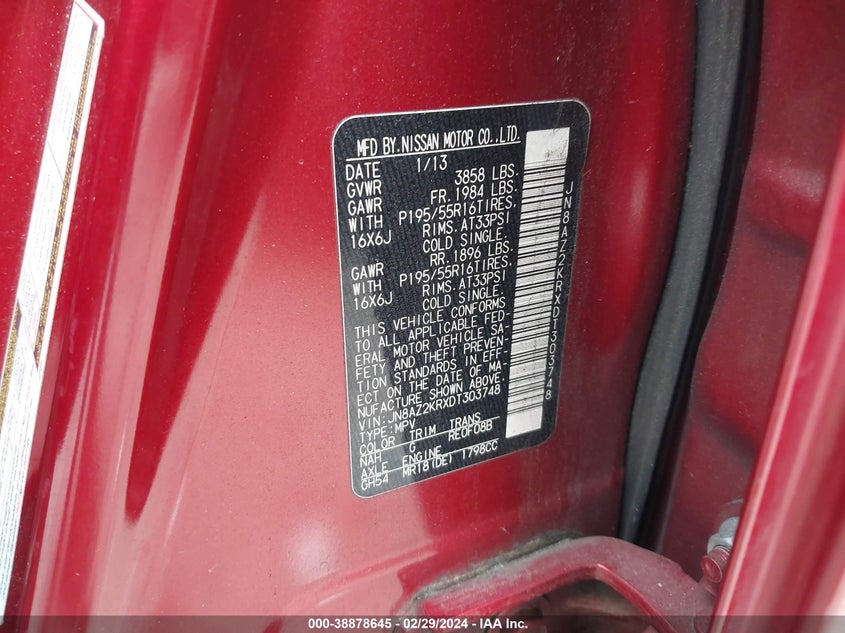 MFD BY.NISSAN MOTOR CO.,LTD.
DATE 1/13
GVWR 3858 LBS.
GAWR FR.1984 LBS.
WITH P195/55R16TIRES.
16X6J RIMS.AT33PSI
COLD SINGLE.
GAWR RR.1896 LBS.
WITH P195/55R16TIRES.
16X6J RIMS.AT33PSI
COLD SINGLE.
THIS VEHICLE CONFORMS
TO ALL APPLICABLE FED-
ERAL MOTOR VEHICLE SA-
FETY AND THEFT PREVEN-
TION STANDARDS IN EFF-
ECT ON THE DATE OF MA-
NUFACTURE SHOWN ABOVE.
VIN:JN8AZ2KRXDT303748
TYPE:MPV
COLOR TRIM TRANS
NAH G RE0F08B
AXLE ENGINE
GH54 MR18(DE) 1798CC
JN8AZ2KRXDT303748
000-38878645 - 02/29/2024 - IAA Inc.